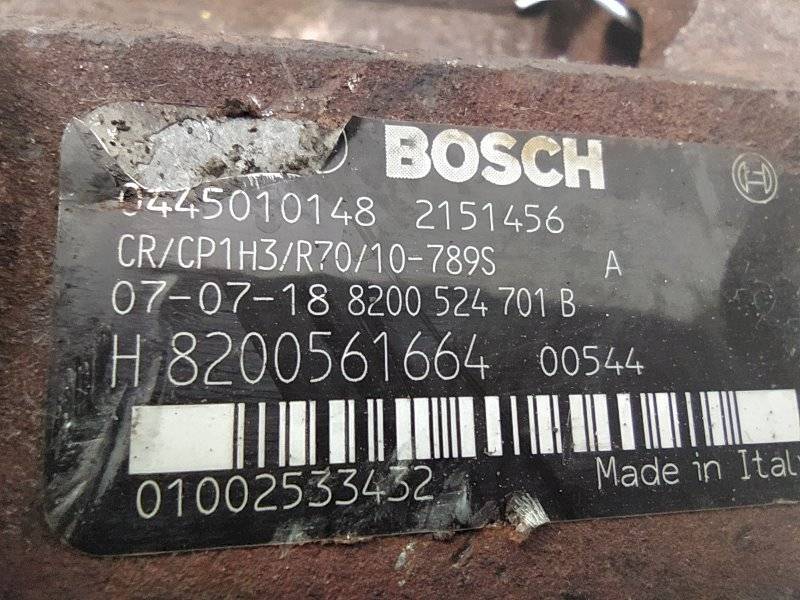 BOSCH
0445010148 2151456
CR/CP1H3/R70/10-789S A
07-07-18 8200 524 701 B
H 8200561664 00544
01002533432
Made in Italy